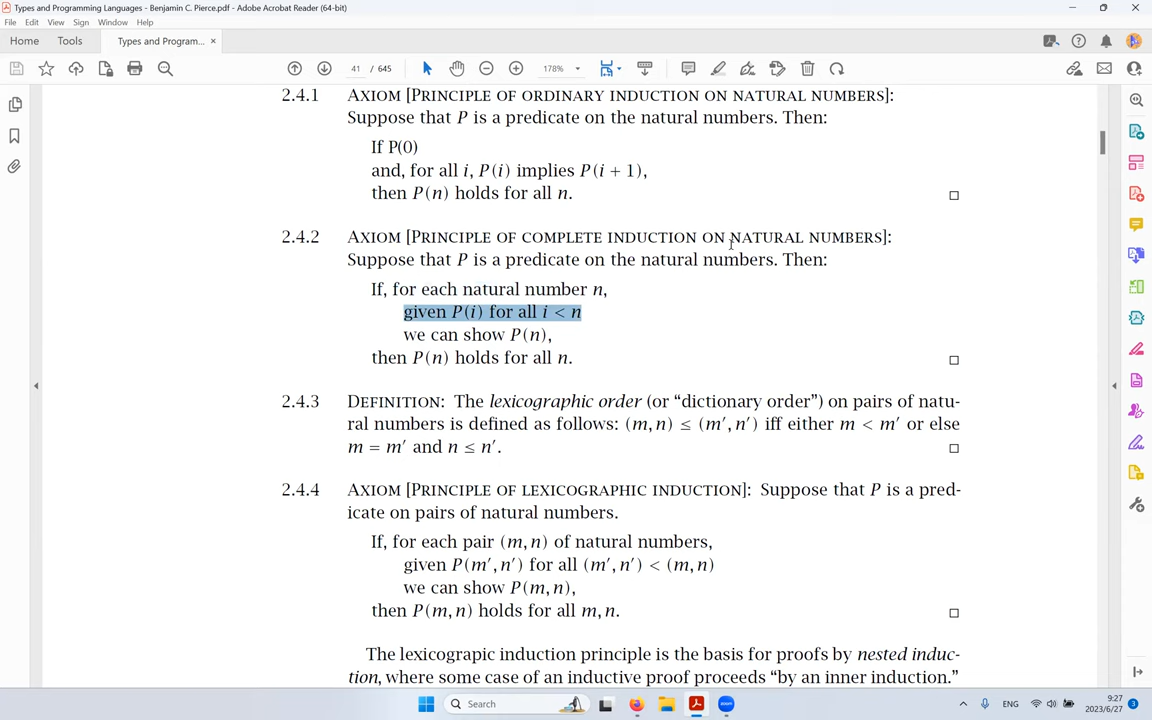 Types and Programming Languages - Benjamin C. Pierce.pdf - Adobe Acrobat Reader (64-bit)
File Edit View Sign Window Help
Home Tools Types and Program... ×
41 / 645 178%
2.4.1 AXIOM [PRINCIPLE OF ORDINARY INDUCTION ON NATURAL NUMBERS]:
Suppose that P is a predicate on the natural numbers. Then:
If P(0)
and, for all i, P(i) implies P(i + 1),
then P(n) holds for all n. □
2.4.2 AXIOM [PRINCIPLE OF COMPLETE INDUCTION ON NATURAL NUMBERS]:
Suppose that P is a predicate on the natural numbers. Then:
If, for each natural number n,
given P(i) for all i < n
we can show P(n),
then P(n) holds for all n. □
2.4.3 DEFINITION: The lexicographic order (or “dictionary order”) on pairs of natu-
ral numbers is defined as follows: (m, n) ≤ (m′, n′) iff either m < m′ or else
m = m′ and n ≤ n′. □
2.4.4 AXIOM [PRINCIPLE OF LEXICOGRAPHIC INDUCTION]: Suppose that P is a pred-
icate on pairs of natural numbers.
If, for each pair (m, n) of natural numbers,
given P(m′, n′) for all (m′, n′) < (m, n)
we can show P(m, n),
then P(m, n) holds for all m, n. □
The lexicograpic induction principle is the basis for proofs by nested induc-
tion, where some case of an inductive proof proceeds “by an inner induction.”
Search
ENG
9:27
2023/6/27
3